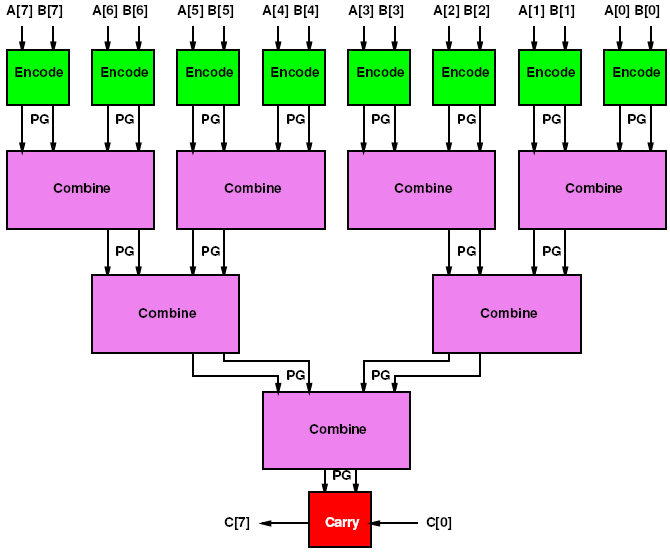 A[7] B[7] A[6] B[6] A[5] B[5] A[4] B[4] A[3] B[3] A[2] B[2] A[1] B[1] A[0] B[0]
Encode Encode Encode Encode Encode Encode Encode Encode
PG PG PG PG PG PG PG PG
Combine Combine Combine Combine
PG PG PG PG
Combine Combine
PG PG
Combine
PG
C[7] Carry C[0]